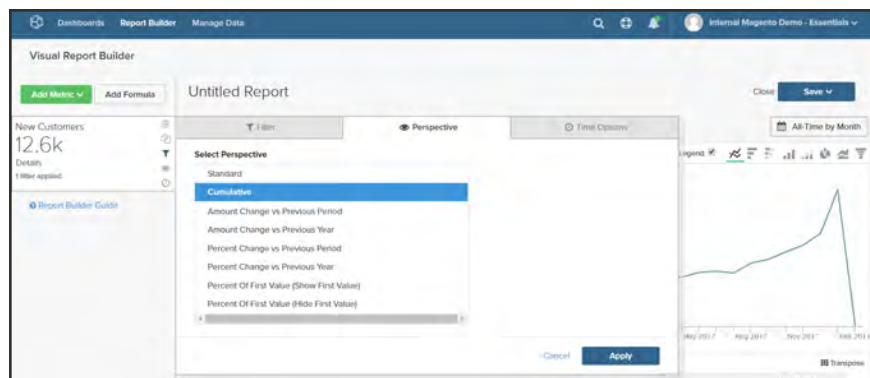 Dashboards Report Builder Manage Data Internal Magento Demo - Essentials
Visual Report Builder
Add Metric Add Formula Untitled Report Close Save
New Customers
12.6k
Details
1 filter applied
Report Builder Guide
Filter Perspective Time Options
All-Time by Month
Legend
Select Perspective
Standard
Cumulative
Amount Change vs Previous Period
Amount Change vs Previous Year
Percent Change vs Previous Period
Percent Change vs Previous Year
Percent Of First Value (Show First Value)
Percent Of First Value (Hide First Value)
May 2017 Aug 2017 Nov 2017 Feb 201
Cancel Apply
Transpose